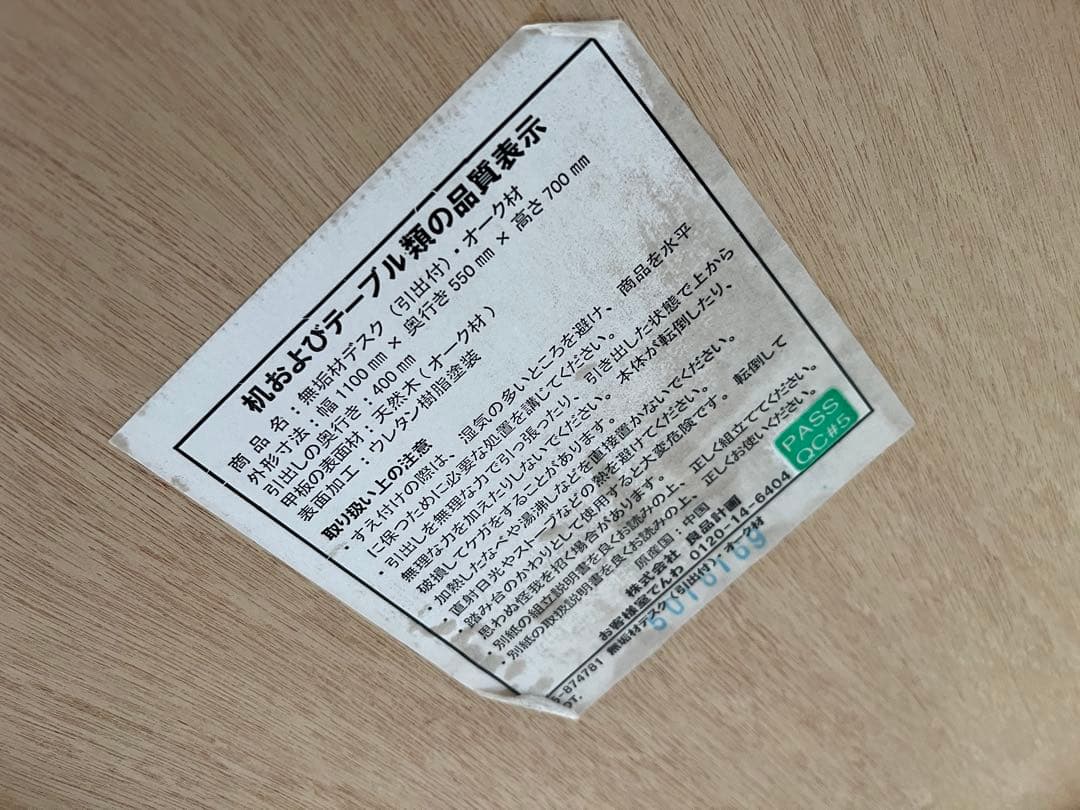 机およびテーブル類の品質表示
商品名:無垢材デスク(引出付)・オーク材
外形寸法:幅1100mm×奥行き550mm×高さ700mm
引出しの奥行き:400mm
甲板の表面材:天然木(オーク材)
表面加工:ウレタン樹脂塗装
取り扱い上の注意
・すえ付けの際は、湿気の多いところを避け、商品を水平
に保つために必要な処置を講じてください。
・引出しを無理な力で引っ張ったり、引き出した状態で上から
無理な力を加えたりしないでください。本体が転倒したり、
破損してケガをすることがあります。
・加熱したなべや湯沸しなどを直接置かないでください。
・直射日光やストーブなどの熱を避けてください。
・踏み台のかわりとして使用すると大変危険です。転倒して
思わぬ怪我を招く場合があります。
・別紙の組立説明書を良くお読みの上、正しく組立ててください。
・別紙の取扱説明書を良くお読みの上、正しくお使いください。
原産国:中国
株式会社 良品計画
お客様室でんわ 0120-14-6404
-874781 無垢材デスク(引出付)・オーク材
PASS
QC#5